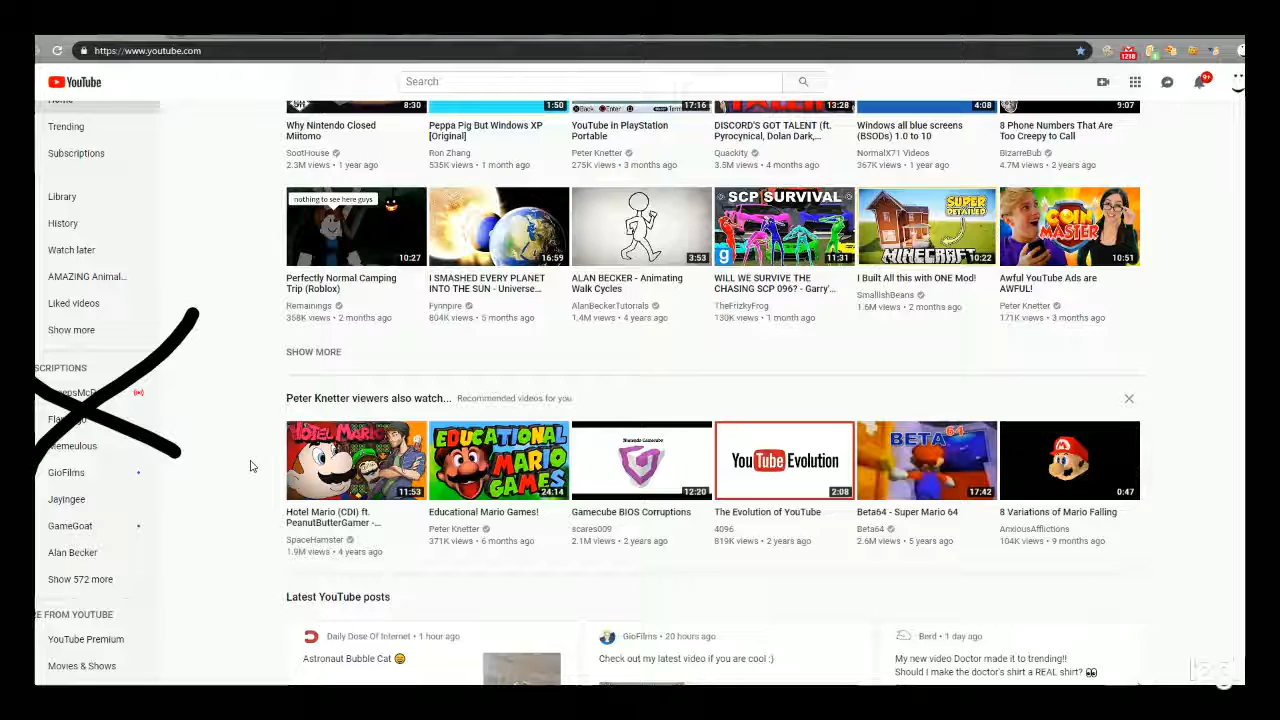 https://www.youtube.com
1218
YouTube
Search
9+
Home
Trending
Subscriptions
Library
History
Watch later
AMAZING Animal...
Liked videos
Show more
SCRIPTIONS
GioFilms
Jayingee
GameGoat
Alan Becker
Show 572 more
E FROM YOUTUBE
YouTube Premium
Movies & Shows
8:30
1:50
Back Enter
17:16
13:28
4:08
9:07
Why Nintendo Closed
Miitomo
SootHouse
2.3M views • 1 year ago
Peppa Pig But Windows XP
[Original]
Ron Zhang
535K views • 1 month ago
YouTube in PlayStation
Portable
Peter Knetter
275K views • 3 months ago
DISCORD'S GOT TALENT (ft.
Pyrocynical, Dolan Dark,...
Quackity
3.5M views • 4 months ago
Windows all blue screens
(BSODs) 1.0 to 10
NormalX71 Videos
367K views • 1 year ago
8 Phone Numbers That Are
Too Creepy to Call
BizarreBub
4.7M views • 2 years ago
nothing to see here guys
10:27
16:59
3:53
SCP SURVIVAL
11:31
SUPER
DETAILED
MINECRAFT
10:22
COIN
MASTER
10:51
Perfectly Normal Camping
Trip (Roblox)
Remainings
358K views • 2 months ago
I SMASHED EVERY PLANET
INTO THE SUN - Universe...
Fynnpire
804K views • 5 months ago
ALAN BECKER - Animating
Walk Cycles
AlanBeckerTutorials
1.4M views • 4 years ago
WILL WE SURVIVE THE
CHASING SCP 096? - Garry'...
TheFrizkyFrog
130K views • 1 month ago
I Built All this with ONE Mod!
SmallishBeans
1.6M views • 2 months ago
Awful YouTube Ads are
AWFUL!
Peter Knetter
171K views • 3 months ago
SHOW MORE
Peter Knetter viewers also watch... Recommended videos for you
HOTEL MARIO
11:53
EDUCATIONAL
MARIO
GAMES
24:14
Nintendo Gamecube
12:20
YouTube Evolution
2:08
BETA 64
17:42
0:47
Hotel Mario (CDI) ft.
PeanutButterGamer -...
SpaceHamster
1.9M views • 4 years ago
Educational Mario Games!
Peter Knetter
371K views • 6 months ago
Gamecube BIOS Corruptions
scares009
2.1M views • 2 years ago
The Evolution of YouTube
4096
819K views • 2 years ago
Beta64 - Super Mario 64
Beta64
2.6M views • 5 years ago
8 Variations of Mario Falling
AnxiousAfflictions
104K views • 9 months ago
Latest YouTube posts
Daily Dose Of Internet • 1 hour ago
Astronaut Bubble Cat
GioFilms • 20 hours ago
Check out my latest video if you are cool :)
Berd • 1 day ago
My new video Doctor made it to trending!!
Should I make the doctor's shirt a REAL shirt?